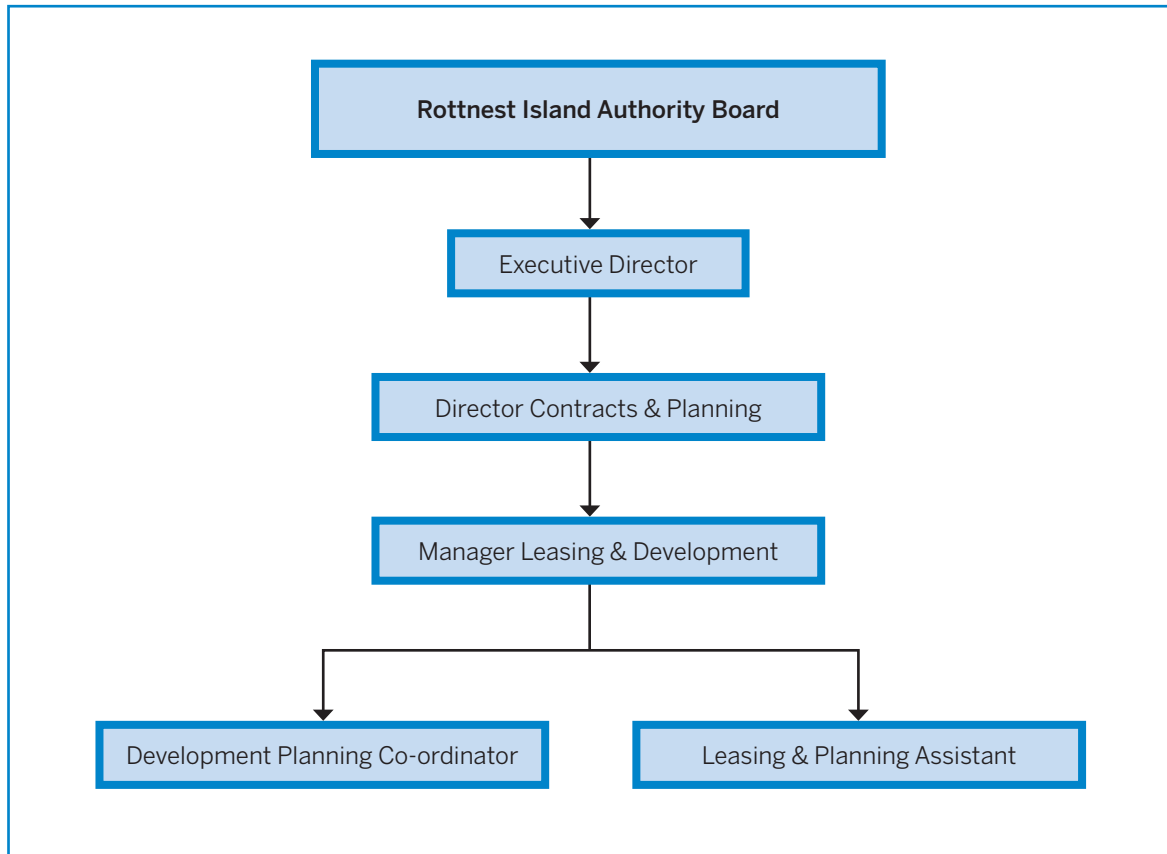 Rottnest Island Authority Board
Executive Director
Director Contracts & Planning
Manager Leasing & Development
Development Planning Co-ordinator
Leasing & Planning Assistant